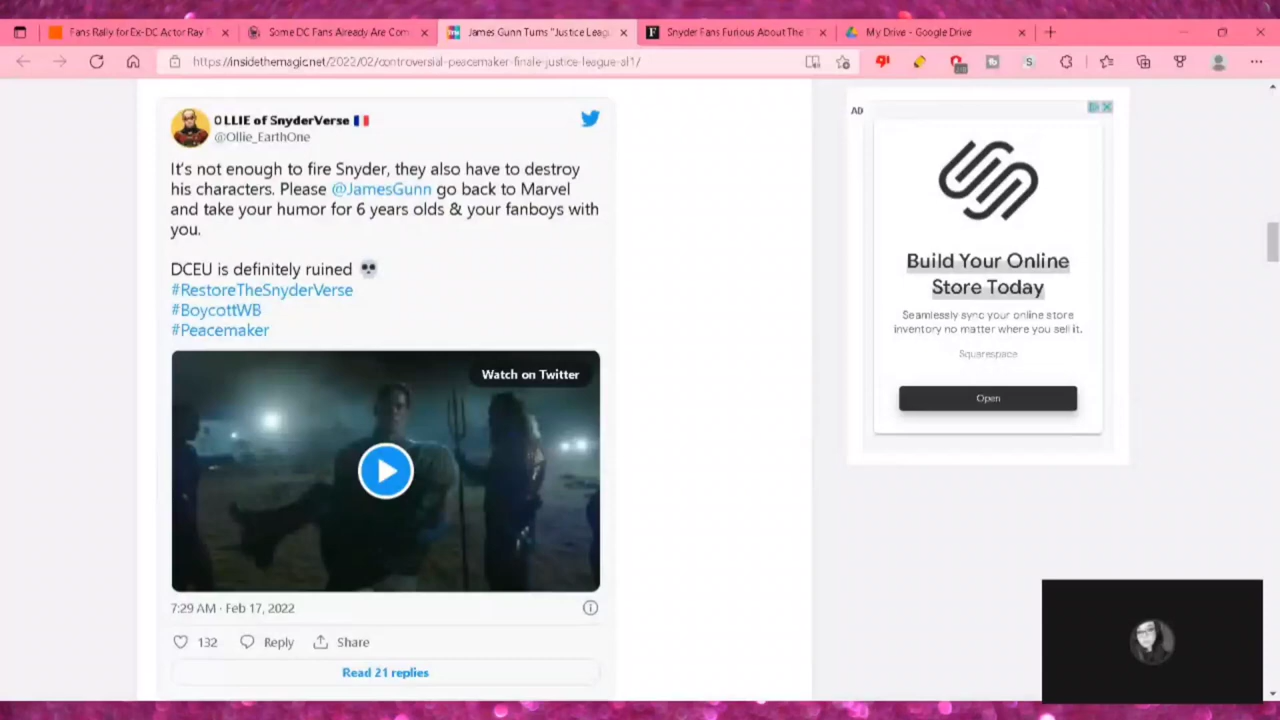 Fans Rally for Ex-DC Actor Ray
Some DC Fans Already Are Com
James Gunn Turns "Justice Leag
Snyder Fans Furious About The
My Drive - Google Drive
https://insidethemagic.net/2022/02/controversial-peacemaker-finale-justice-league-al1/
OLLIE of SnyderVerse 🇫🇷
@Ollie_EarthOne
It's not enough to fire Snyder, they also have to destroy
his characters. Please @JamesGunn go back to Marvel
and take your humor for 6 years olds & your fanboys with
you.
DCEU is definitely ruined 💀
#RestoreTheSnyderVerse
#BoycottWB
#Peacemaker
Watch on Twitter
7:29 AM · Feb 17, 2022
132 Reply Share
Read 21 replies
AD
Build Your Online
Store Today
Seamlessly sync your online store
inventory no matter where you sell it.
Squarespace
Open